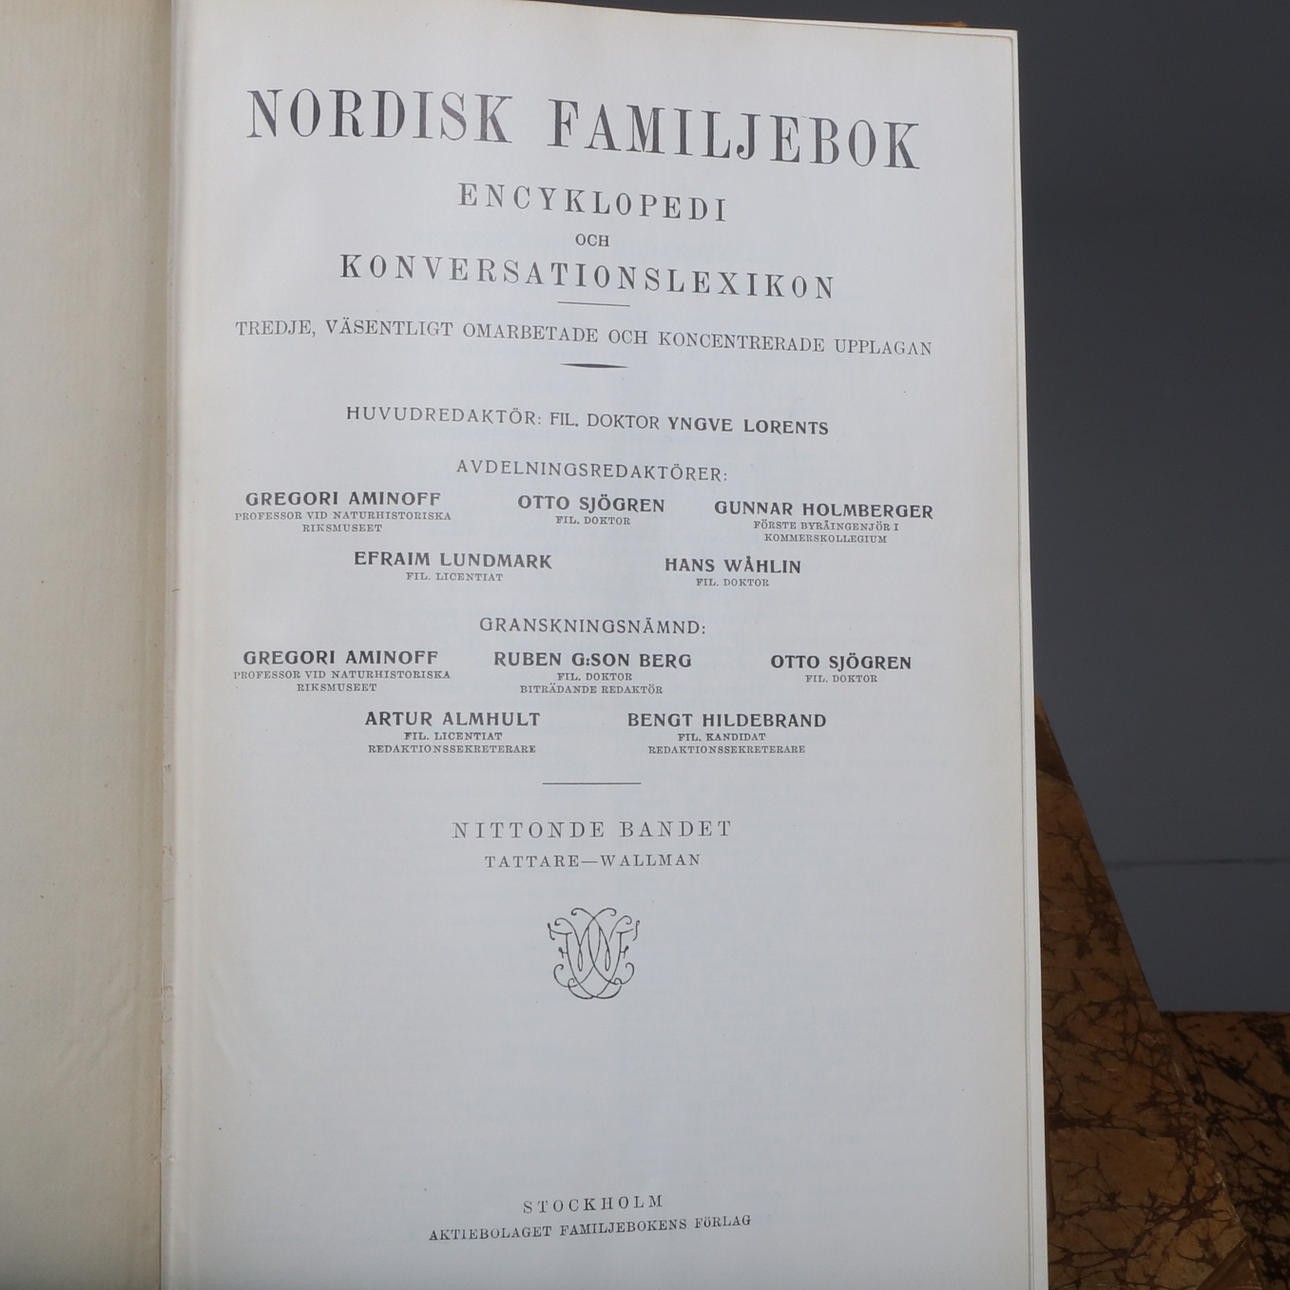 NORDISK FAMILJEBOK
ENCYKLOPEDI
OCH
KONVERSATIONSLEXIKON
TREDJE, VÄSENTLIGT OMARBETADE OCH KONCENTRERADE UPPLAGAN
HUVUDREDAKTÖR: FIL. DOKTOR YNGVE LORENTS
AVDELNINGSREDAKTÖRER:
GREGORI AMINOFF
PROFESSOR VID NATURHISTORISKA
RIKSMUSEET
OTTO SJÖGREN
FIL. DOKTOR
GUNNAR HOLMBERGER
FÖRSTE BYRÅINGENJÖR I
KOMMERSKOLLEGIUM
EFRAIM LUNDMARK
FIL. LICENTIAT
HANS WÅHLIN
FIL. DOKTOR
GRANSKNINGSNÄMND:
GREGORI AMINOFF
PROFESSOR VID NATURHISTORISKA
RIKSMUSEET
RUBEN G:SON BERG
FIL. DOKTOR
BITRÄDANDE REDAKTÖR
OTTO SJÖGREN
FIL. DOKTOR
ARTUR ALMHULT
FIL. LICENTIAT
REDAKTIONSSEKRETERARE
BENGT HILDEBRAND
FIL. KANDIDAT
REDAKTIONSSEKRETERARE
NITTONDE BANDET
TATTARE—WALLMAN
STOCKHOLM
AKTIEBOLAGET FAMILJEBOKENS FÖRLAG